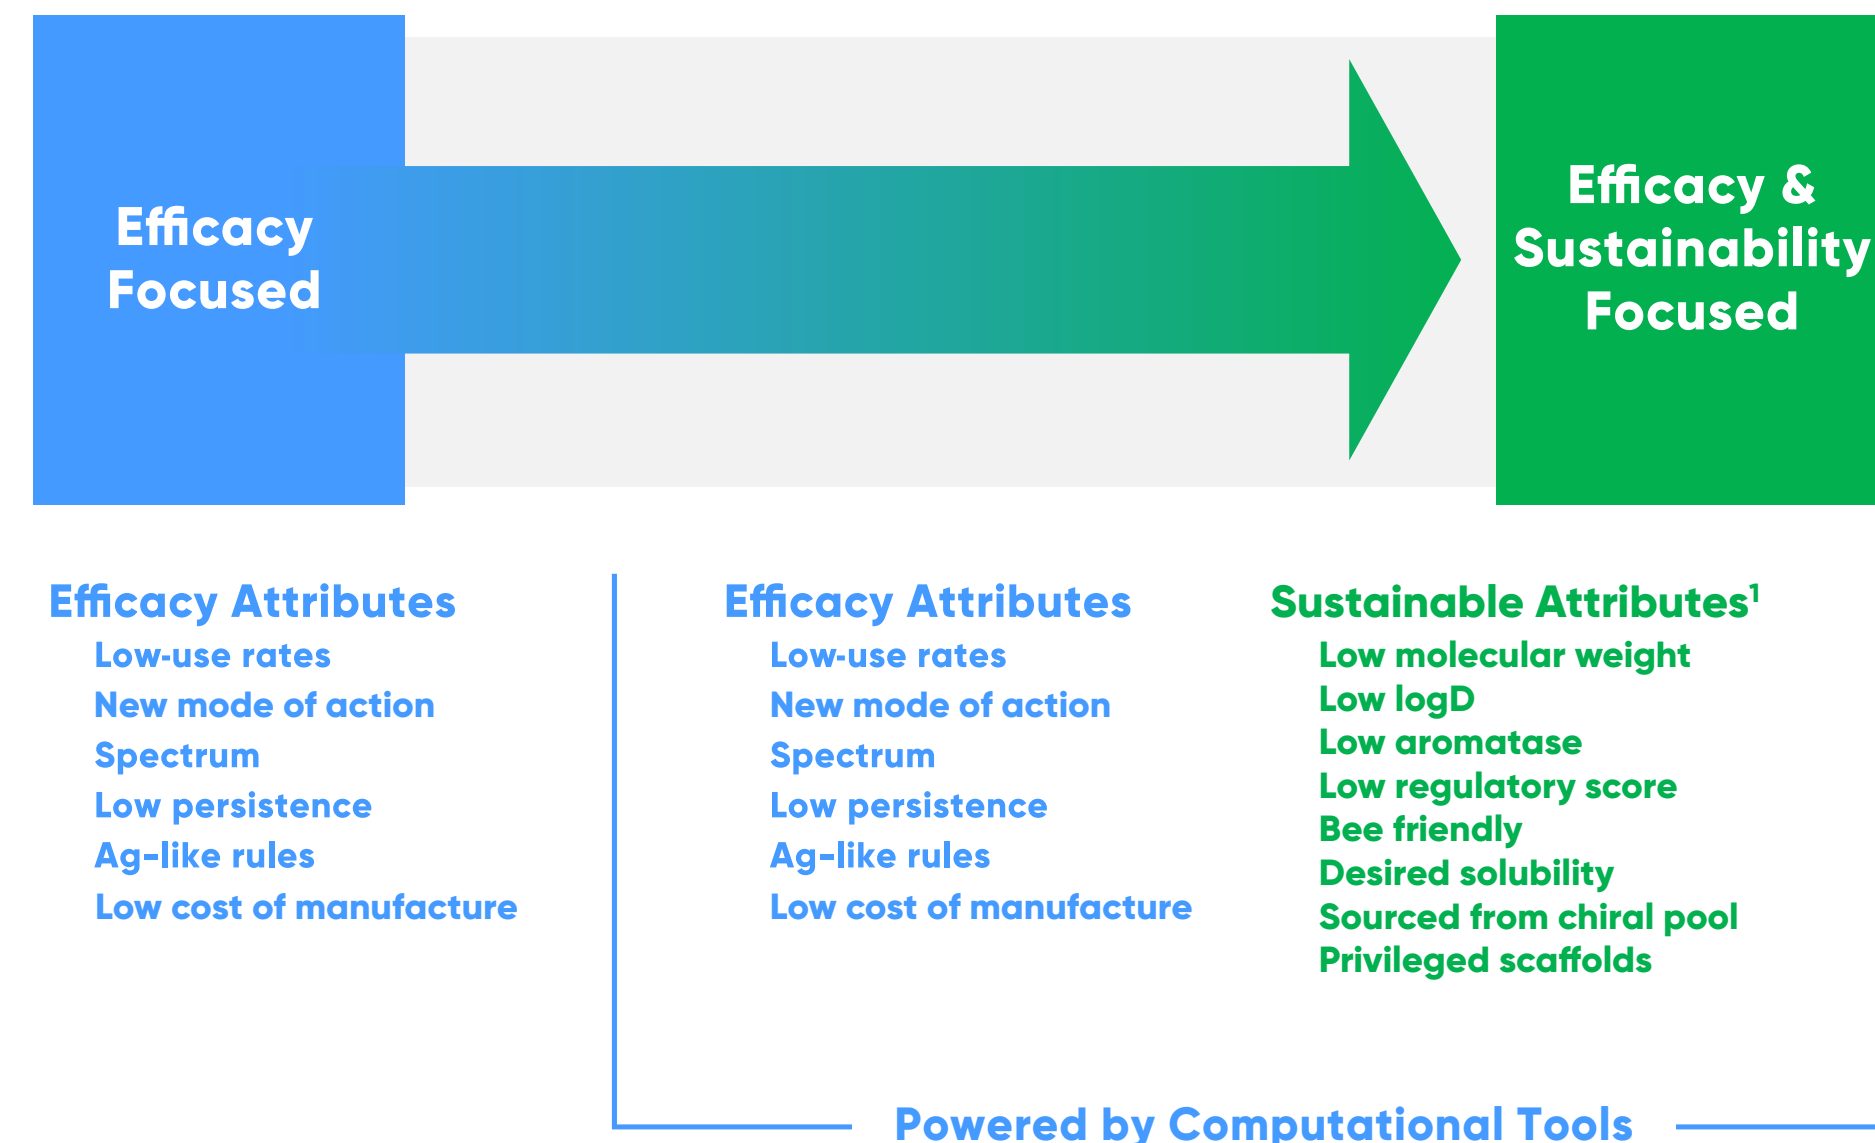 Efficacy
Focused
Efficacy &
Sustainability
Focused
Efficacy Attributes
Low-use rates
New mode of action
Spectrum
Low persistence
Ag-like rules
Low cost of manufacture
Efficacy Attributes
Low-use rates
New mode of action
Spectrum
Low persistence
Ag-like rules
Low cost of manufacture
Sustainable Attributes¹
Low molecular weight
Low logD
Low aromatase
Low regulatory score
Bee friendly
Desired solubility
Sourced from chiral pool
Privileged scaffolds
Powered by Computational Tools